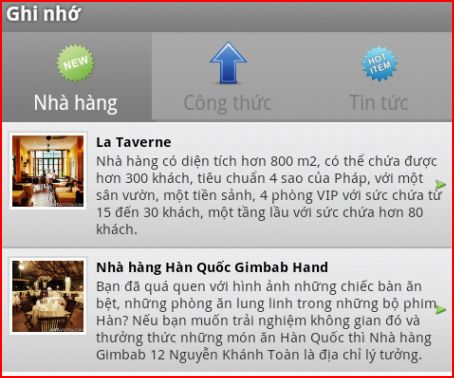 Ghi nhớ
NEW
HOT
ITEM
Nhà hàng
Công thức
Tin tức
La Taverne
Nhà hàng có diện tích hơn 800 m2, có thể chứa được
hơn 300 khách, tiêu chuẩn 4 sao của Pháp, với một
sân vườn, một tiền sảnh, 4 phòng VIP với sức chứa từ
15 đến 30 khách, một tầng lầu với sức chứa hơn 80
khách.
Nhà hàng Hàn Quốc Gimbab Hand
Bạn đã quá quen với hình ảnh những chiếc bàn ăn
bệt, những phòng ăn lung linh trong những bộ phim
Hàn? Nếu bạn muốn trải nghiệm không gian đó và
thưởng thức những món ăn Hàn Quốc thì Nhà hàng
Gimbab 12 Nguyễn Khánh Toàn là địa chỉ lý tưởng.